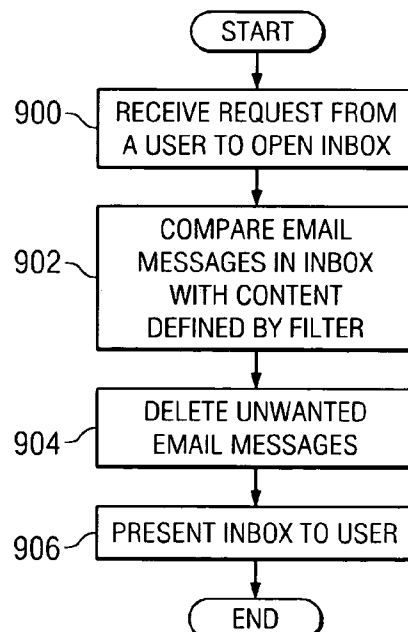 START
900
RECEIVE REQUEST FROM
A USER TO OPEN INBOX
902
COMPARE EMAIL
MESSAGES IN INBOX
WITH CONTENT
DEFINED BY FILTER
904
DELETE UNWANTED
EMAIL MESSAGES
906
PRESENT INBOX TO USER
END